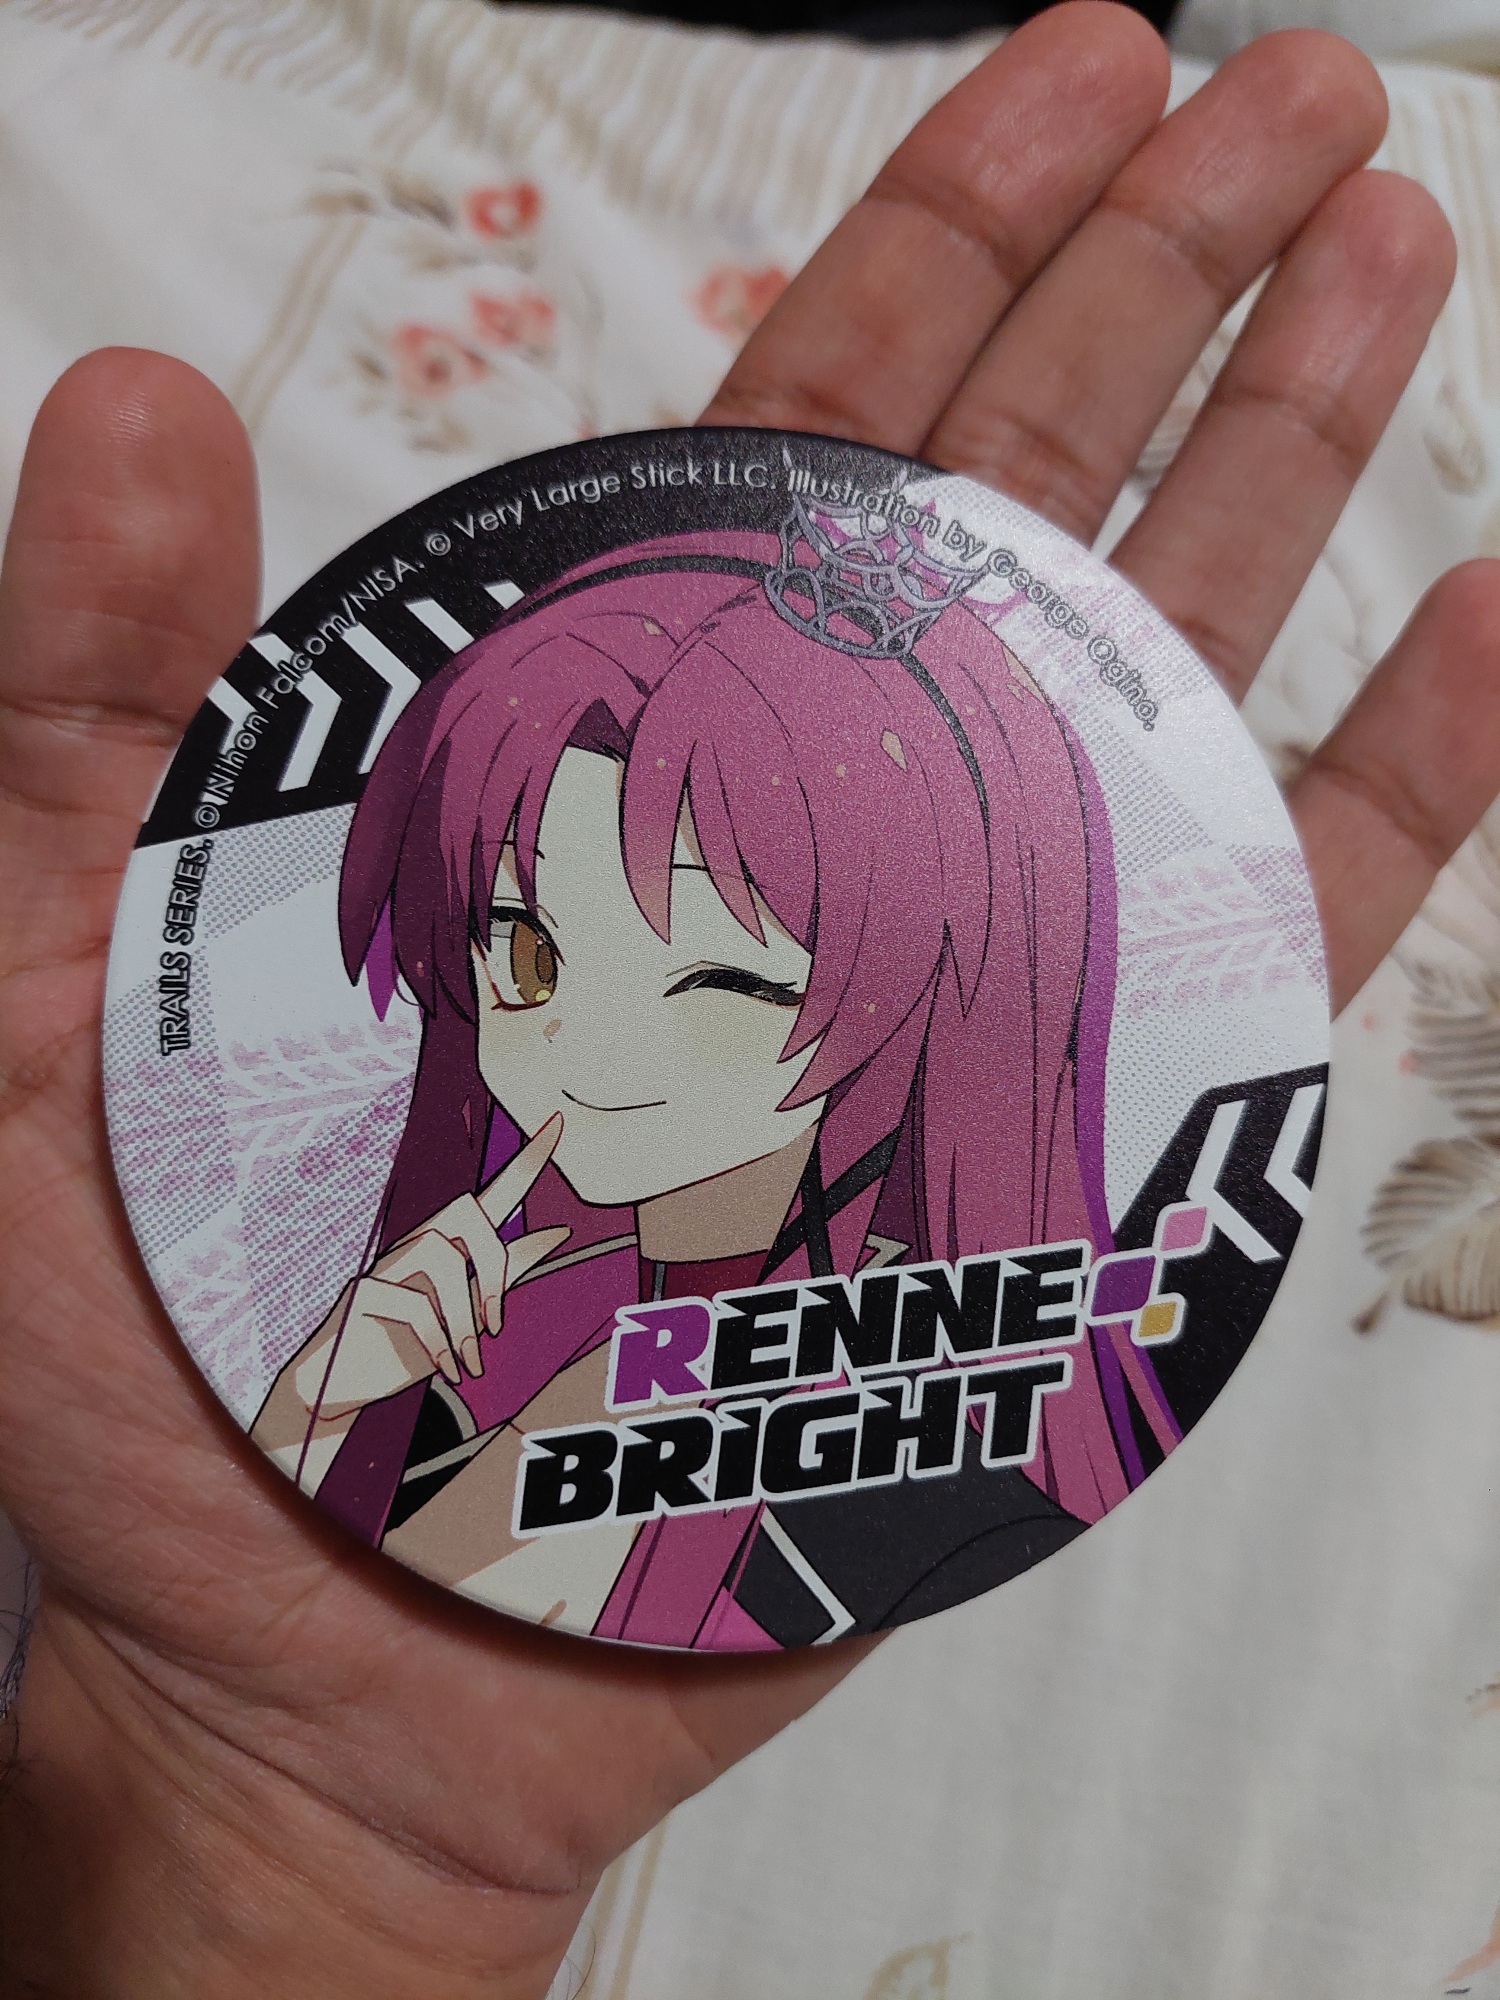 TRAILS SERIES. © Nihon Falcom/NISA. © Very Large Stick LLC. Illustration by George Ogino.
RENNE
BRIGHT